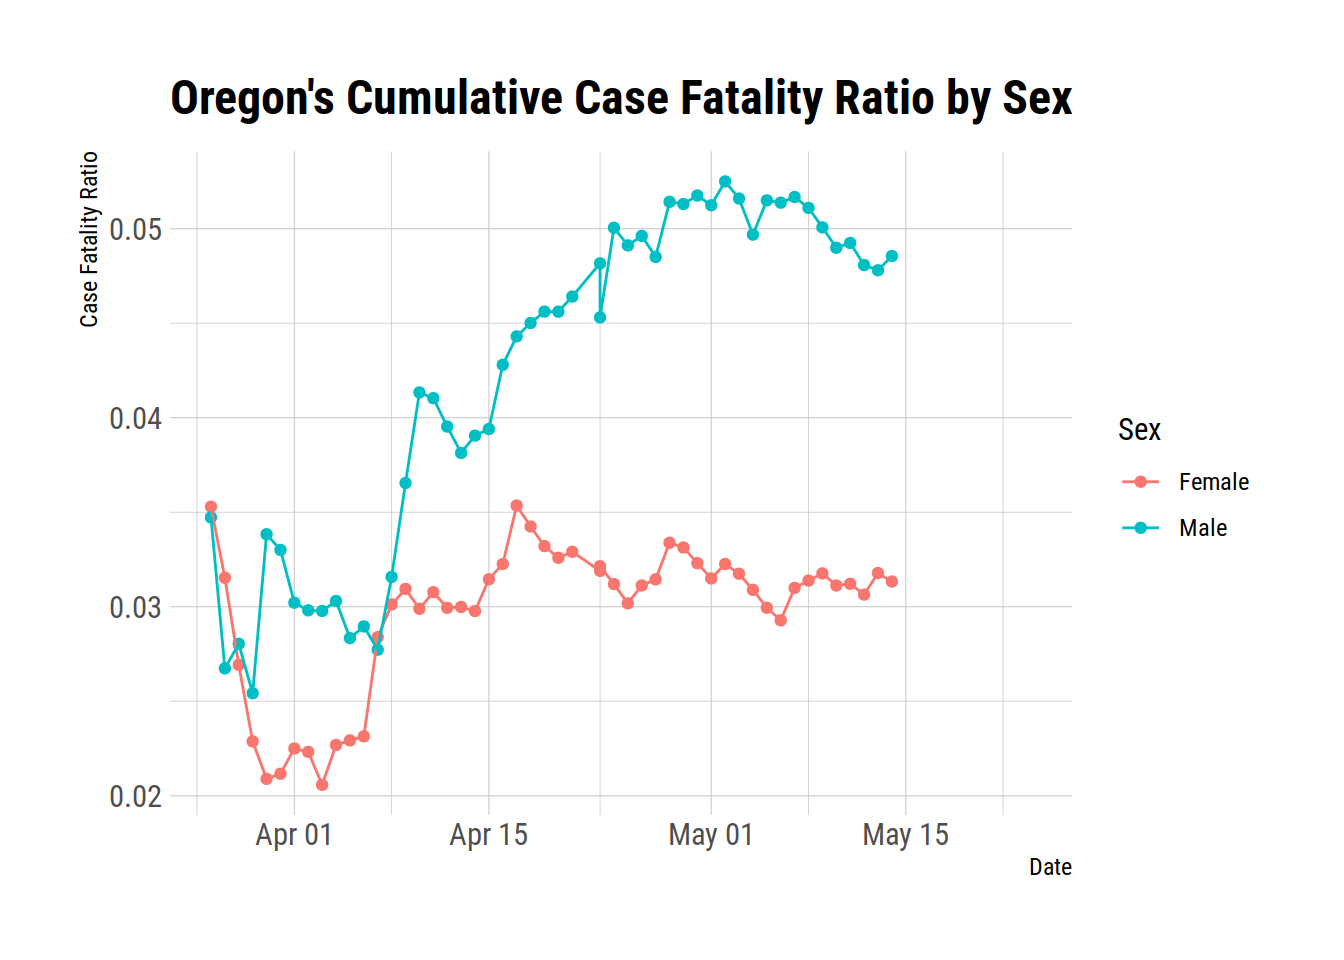 Oregon's Cumulative Case Fatality Ratio by Sex
Case Fatality Ratio
0.05
0.04
0.03
0.02
Apr 01
Apr 15
May 01
May 15
Date
Sex
Female
Male